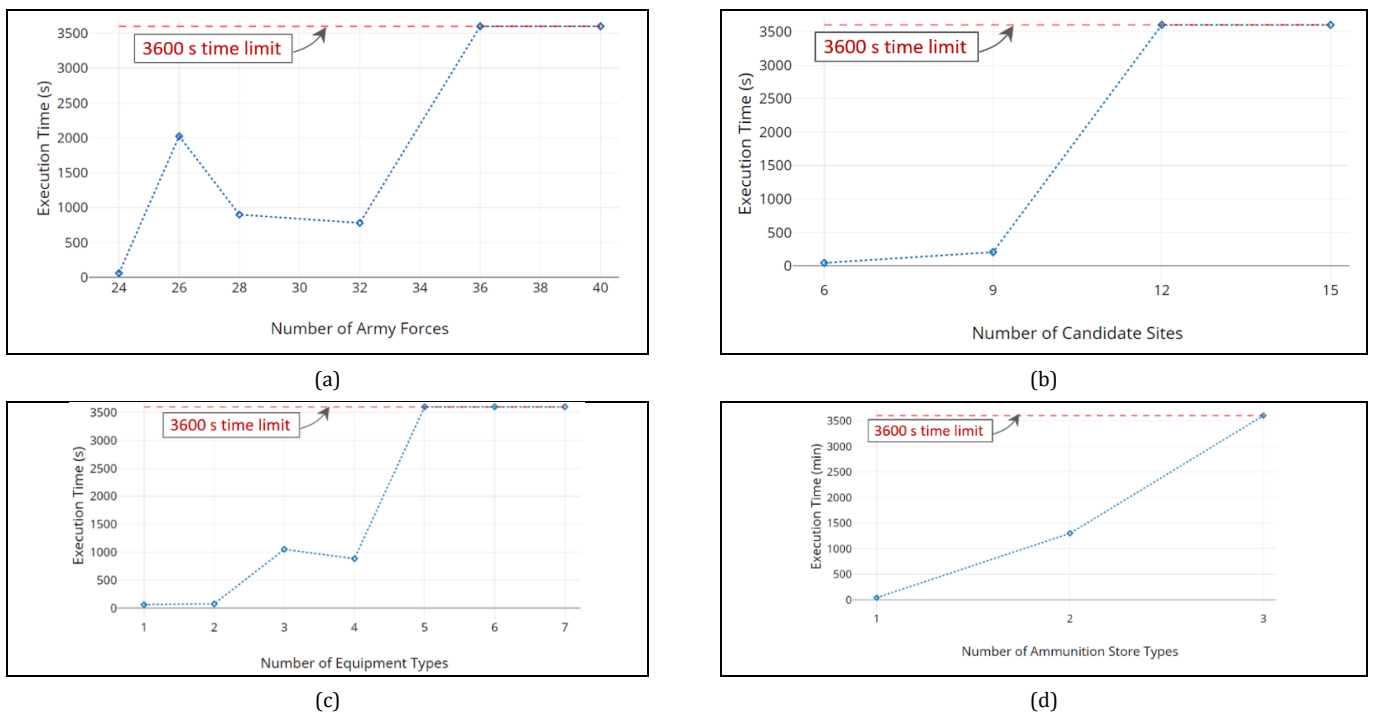 3600 s time limit
Execution Time (s)
3500
3000
2500
2000
1500
1000
500
0
24 26 28 30 32 34 36 38 40
Number of Army Forces
(a)
3600 s time limit
Execution Time (s)
3500
3000
2500
2000
1500
1000
500
0
6 9 12 15
Number of Candidate Sites
(b)
3600 s time limit
Execution Time (s)
3500
3000
2500
2000
1500
1000
500
0
1 2 3 4 5 6 7
Number of Equipment Types
(c)
3600 s time limit
Execution Time (min)
3500
3000
2500
2000
1500
1000
500
0
1 2 3
Number of Ammunition Store Types
(d)